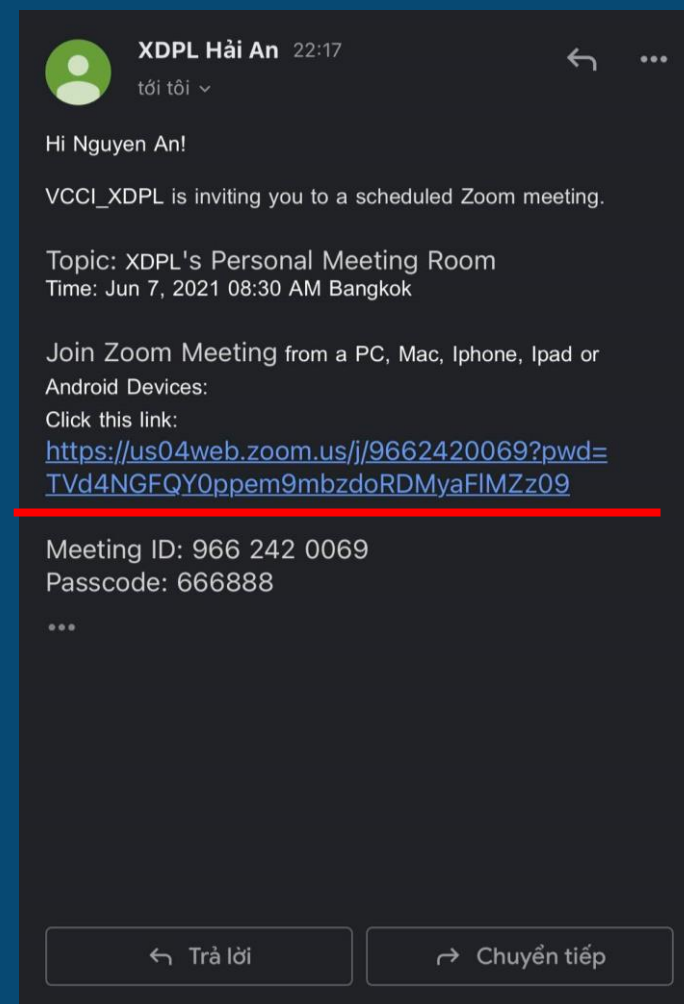 XDPL Hải An 22:17
tới tôi
Hi Nguyen An!
VCCI_XDPL is inviting you to a scheduled Zoom meeting.
Topic: XDPL's Personal Meeting Room
Time: Jun 7, 2021 08:30 AM Bangkok
Join Zoom Meeting from a PC, Mac, Iphone, Ipad or
Android Devices:
Click this link:
https://us04web.zoom.us/j/9662420069?pwd=
TVd4NGFQY0ppem9mbzdoRDMyaFlMZz09
Meeting ID: 966 242 0069
Passcode: 666888
Trả lời
Chuyển tiếp